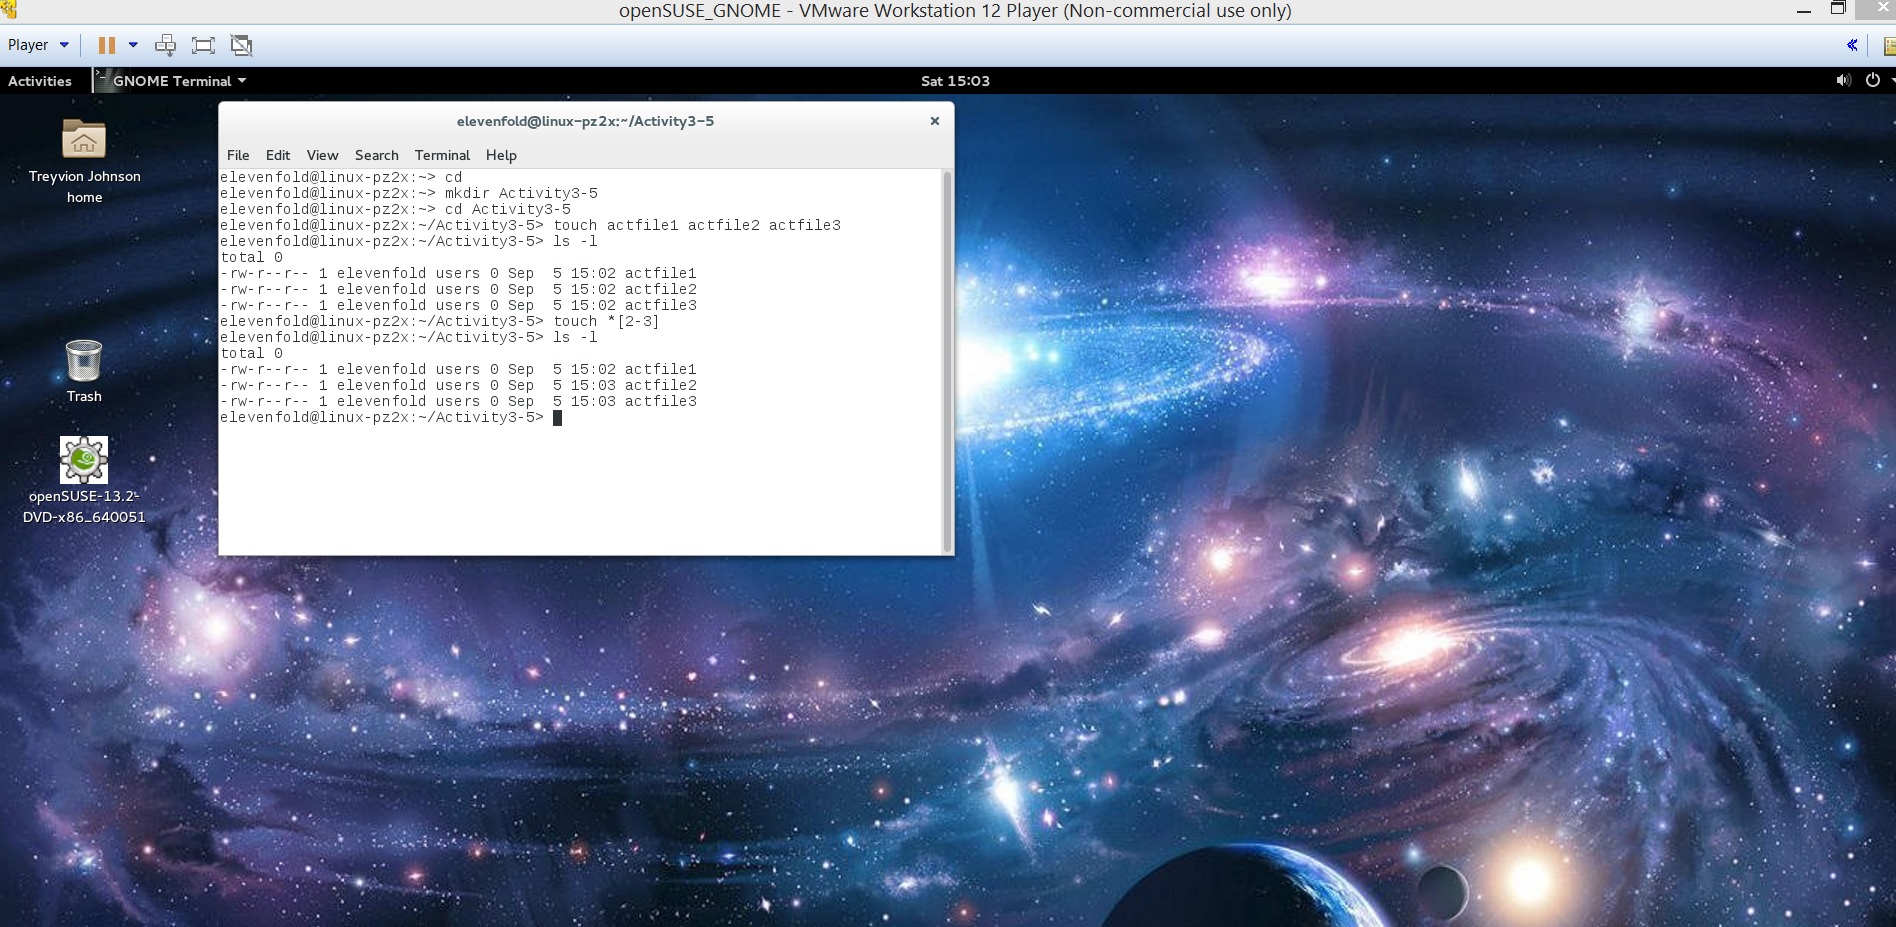 openSUSE_GNOME - VMware Workstation 12 Player (Non-commercial use only)
Player
Activities
GNOME Terminal
Sat 15:03
Treyvion Johnson
home
Trash
openSUSE-13.2-
DVD-x86_640051
elevenfold@linux-pz2x:~/Activity3-5
File Edit View Search Terminal Help
elevenfold@linux-pz2x:~> cd
elevenfold@linux-pz2x:~> mkdir Activity3-5
elevenfold@linux-pz2x:~> cd Activity3-5
elevenfold@linux-pz2x:~/Activity3-5> touch actfile1 actfile2 actfile3
elevenfold@linux-pz2x:~/Activity3-5> ls -l
total 0
-rw-r--r-- 1 elevenfold users 0 Sep  5 15:02 actfile1
-rw-r--r-- 1 elevenfold users 0 Sep  5 15:02 actfile2
-rw-r--r-- 1 elevenfold users 0 Sep  5 15:02 actfile3
elevenfold@linux-pz2x:~/Activity3-5> touch *[2-3]
elevenfold@linux-pz2x:~/Activity3-5> ls -l
total 0
-rw-r--r-- 1 elevenfold users 0 Sep  5 15:02 actfile1
-rw-r--r-- 1 elevenfold users 0 Sep  5 15:03 actfile2
-rw-r--r-- 1 elevenfold users 0 Sep  5 15:03 actfile3
elevenfold@linux-pz2x:~/Activity3-5>